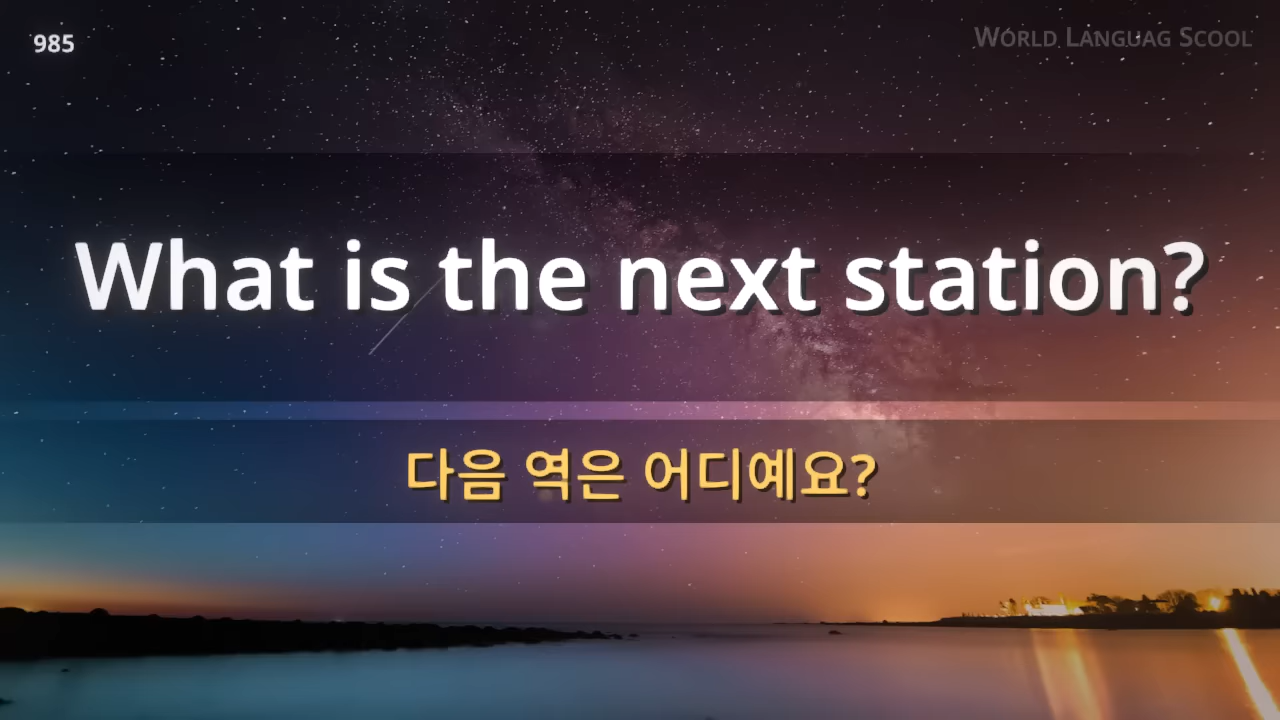 985
WORLD LANGUAG SCOOL
What is the next station?
다음 역은 어디예요?